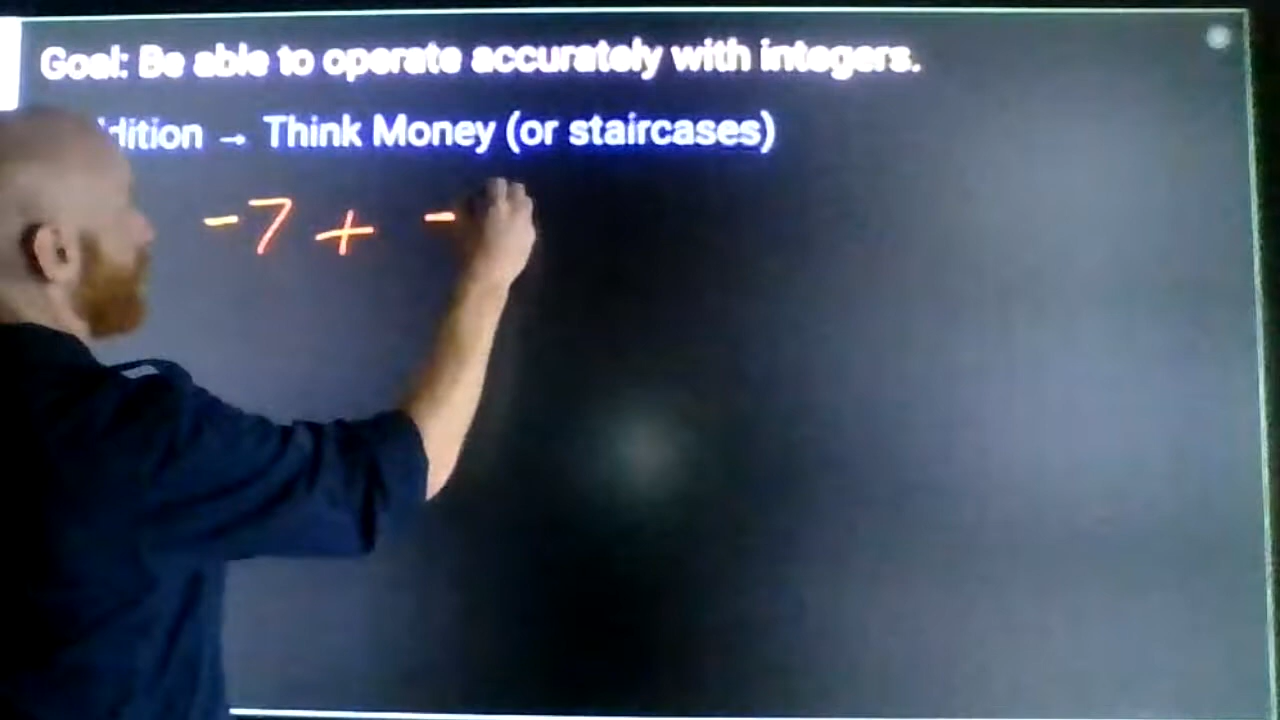 Goal: Be able to operate accurately with integers.
dition → Think Money (or staircases)
-7 + -